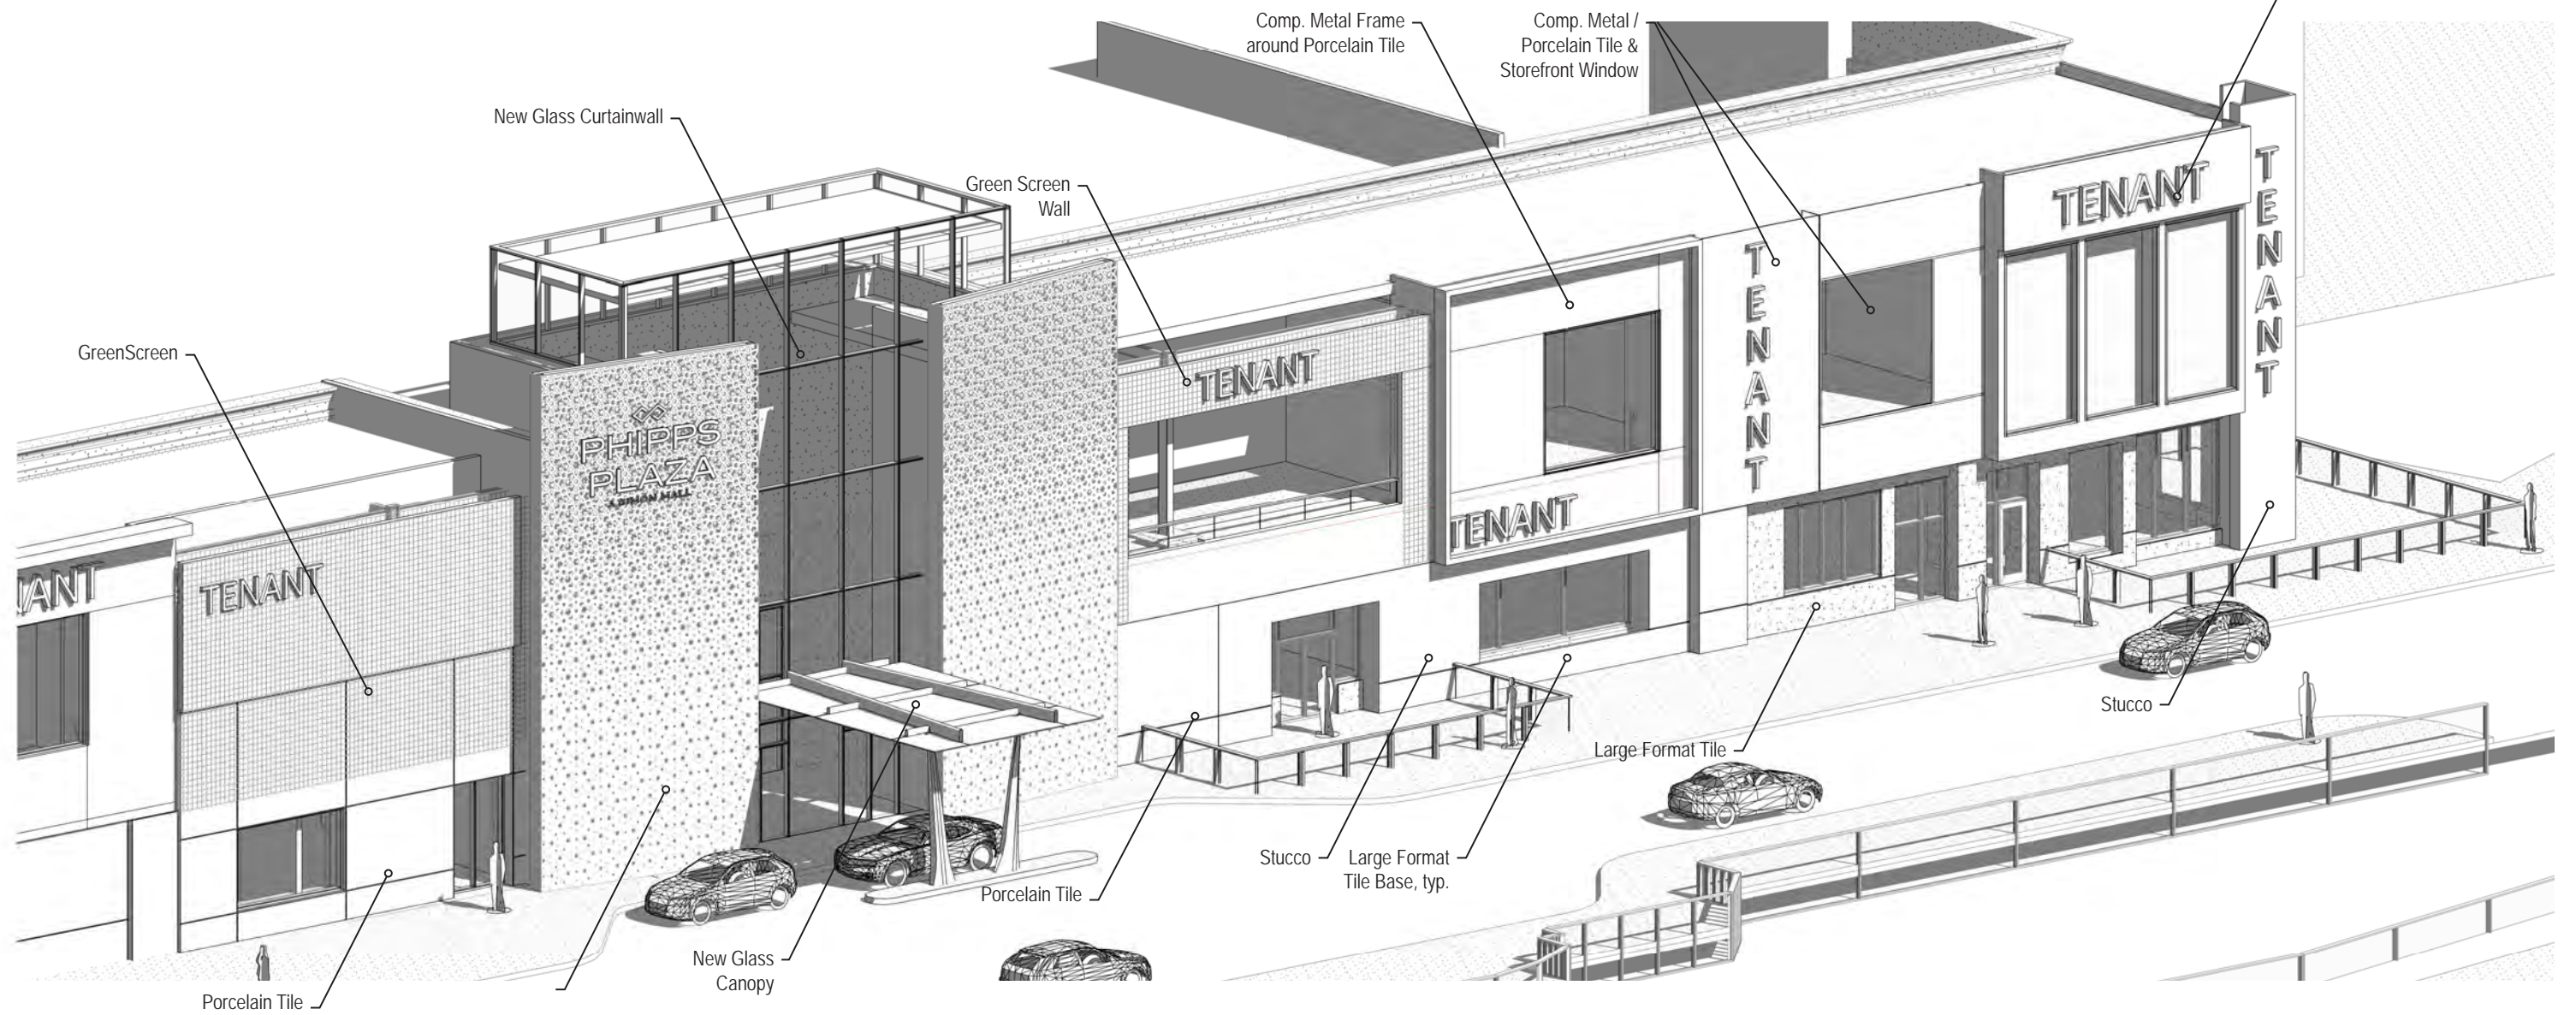 Comp. Metal Frame
around Porcelain Tile
Comp. Metal /
Porcelain Tile &
Storefront Window
New Glass Curtainwall
Green Screen
Wall
GreenScreen
TENANT
TENANT
TENANT
TENANT
TENANT
PHIPPS
PLAZA
A SIMON MALL
TENANT
TENANT
Stucco
Large Format Tile
Stucco
Large Format
Tile Base, typ.
Porcelain Tile
New Glass
Canopy
Porcelain Tile